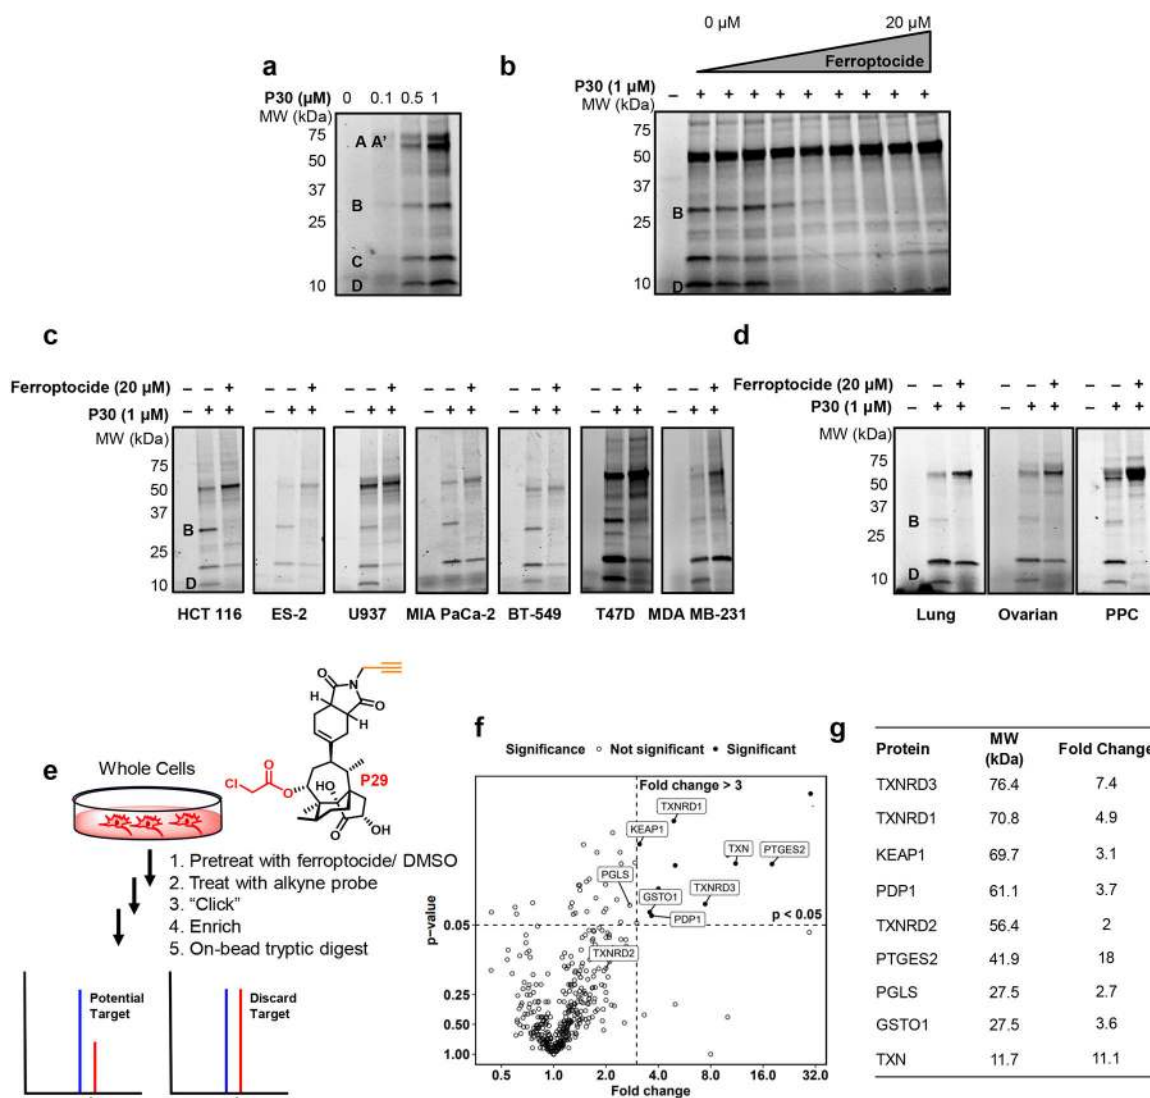 a
P30 (µM) 0 0.1 0.5 1
MW (kDa)
75
A A'
50
37
B
25
C
10
D
0 µM 20 µM
Ferroptocide
b
P30 (1 µM) – + + + + + + + + +
MW (kDa)
75
50
37
B
25
10
D
c
Ferroptocide (20 µM) – – + – – + – – + – – + – – + – – + – – +
P30 (1 µM) – + + – + + – + + – + + – + + – + + – + +
MW (kDa)
75
50
37
B
25
10
D
HCT 116 ES-2 U937 MIA PaCa-2 BT-549 T47D MDA MB-231
d
Ferroptocide (20 µM) – – + – – + – – +
P30 (1 µM) – + + – + + – + +
MW (kDa)
75
50
37
B
25
10
D
Lung Ovarian PPC
e
Whole Cells
O
N
O
H
H
Cl
O
O
HO
P29
O
OH
1. Pretreat with ferroptocide/ DMSO
2. Treat with alkyne probe
3. “Click”
4. Enrich
5. On-bead tryptic digest
Potential
Target
Discard
Target
f
Significance ○ Not significant • Significant
Fold change > 3
TXNRD1
KEAP1
TXN
PTGES2
PGLS
GSTO1
TXNRD3
PDP1
p < 0.05
TXNRD2
p−value
0.05
0.25
0.50
1.00
0.5 1.0 2.0 4.0 8.0 16.0 32.0
Fold change
g
Protein MW (kDa) Fold Change
TXNRD3 76.4 7.4
TXNRD1 70.8 4.9
KEAP1 69.7 3.1
PDP1 61.1 3.7
TXNRD2 56.4 2
PTGES2 41.9 18
PGLS 27.5 2.7
GSTO1 27.5 3.6
TXN 11.7 11.1